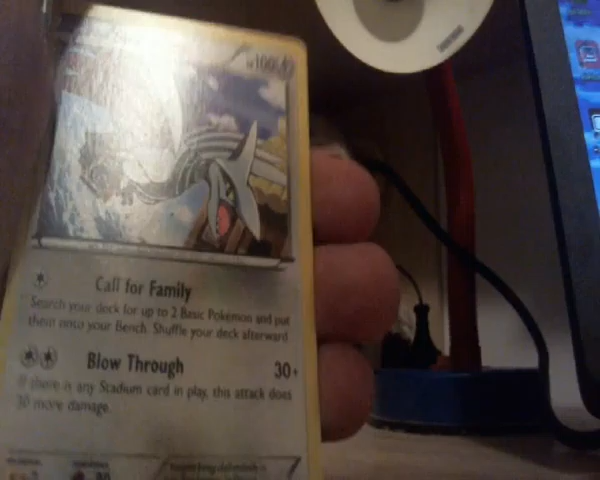 HP100
Call for Family
Search your deck for up to 2 Basic Pokémon and put
them onto your Bench. Shuffle your deck afterward.
Blow Through 30+
If there is any Stadium card in play, this attack does
30 more damage.